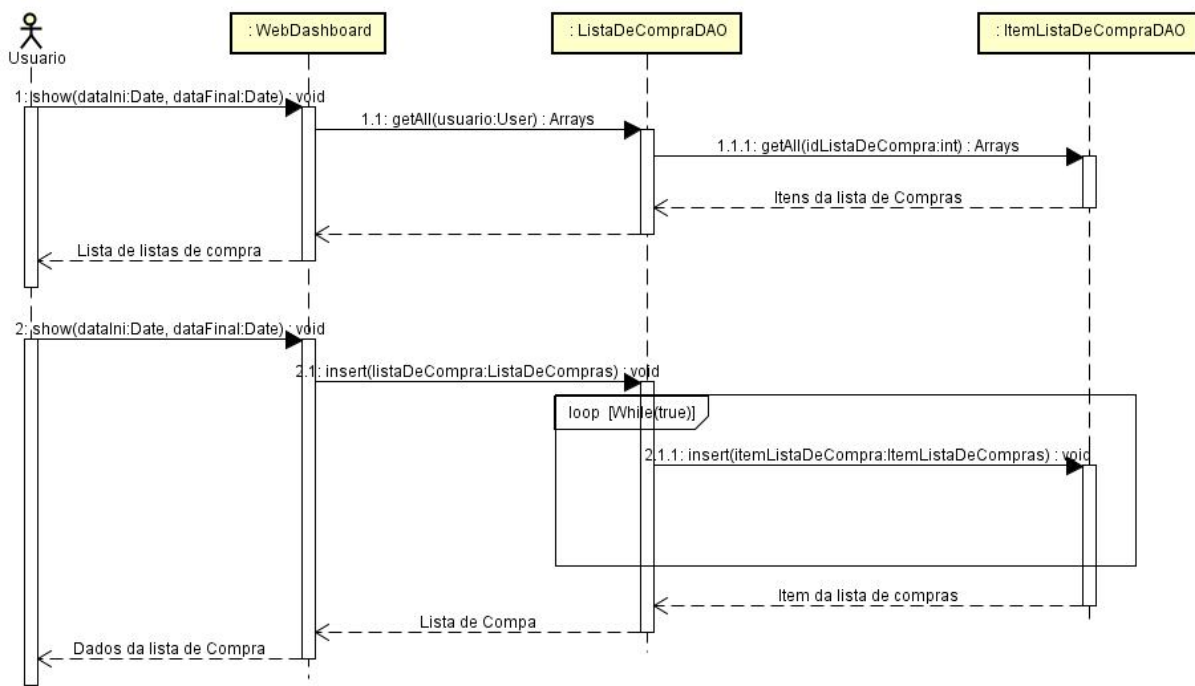 : WebDashboard
: ListaDeCompraDAO
: ItemListaDeCompraDAO
Usuario
1: show(dataIni:Date, dataFinal:Date) : void
1.1: getAll(usuario:User) : Arrays
1.1.1: getAll(idListaDeCompra:int) : Arrays
Itens da lista de Compras
Lista de listas de compra
2: show(dataIni:Date, dataFinal:Date) : void
2.1: insert(listaDeCompra:ListaDeCompras) : void
loop [While(true)]
2.1.1: insert(itemListaDeCompra:ItemListaDeCompras) : void
Item da lista de compras
Lista de Compa
Dados da lista de Compra